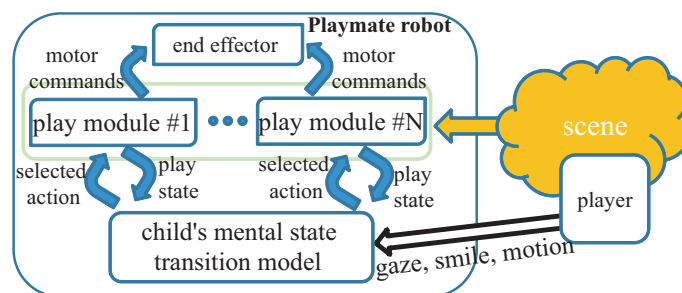 Playmate robot
end effector
motor
commands
motor
commands
play module #1
play module #N
scene
selected
action
play
state
selected
action
play
state
player
child's mental state
transition model
gaze, smile, motion